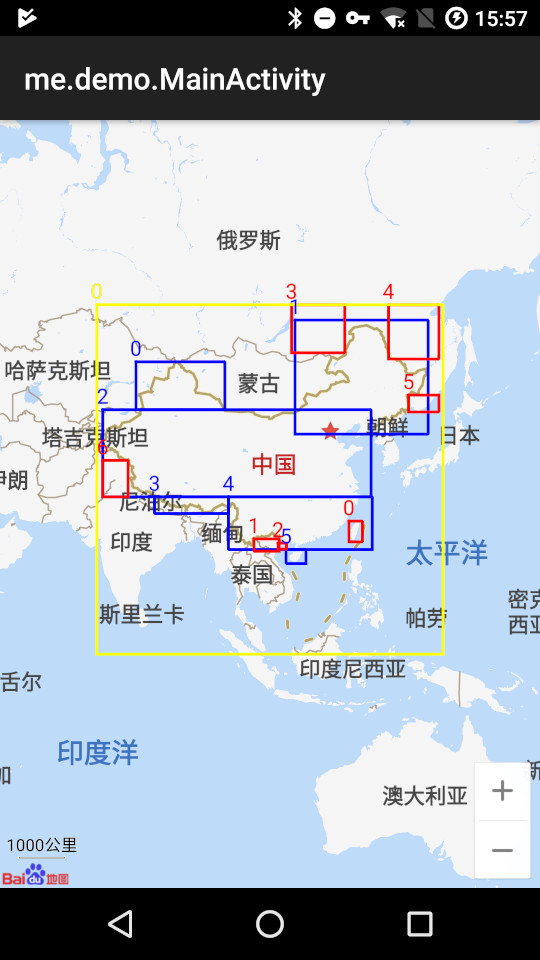 15:57
me.demo.MainActivity
俄罗斯
0
3
4
1
0
哈萨克斯坦
蒙古
5
2
塔吉克斯坦
朝鲜
日本
6
中国
伊朗
3
4
尼泊尔
0
缅甸
1
2
5
印度
太平洋
泰国
斯里兰卡
帕劳
密克
西亚
印度尼西亚
舌尔
印度洋
新
加
澳大利亚
+
−
1000公里
Bai du 地图